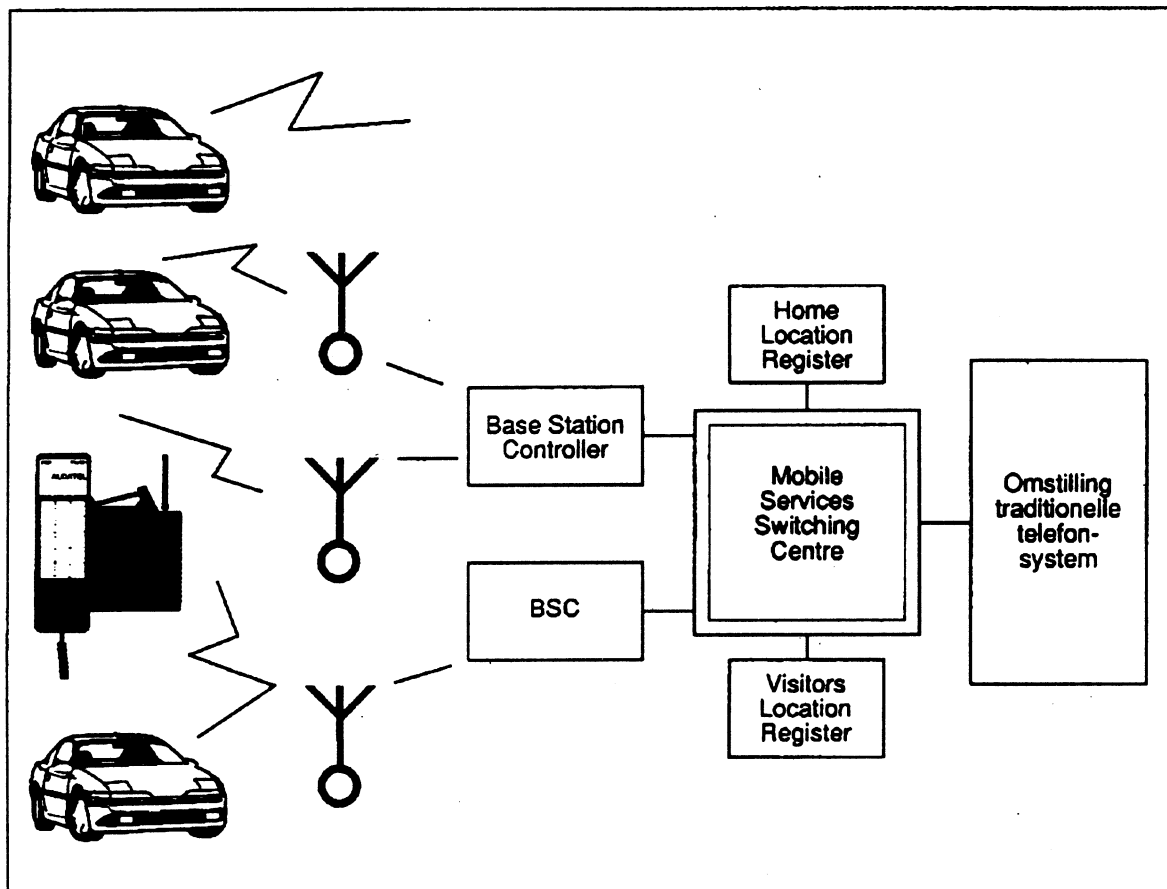 Home
Location
Register
Base Station
Controller
Mobile
Services
Switching
Centre
Omstilling
traditionelle
telefon-
system
BSC
Visitors
Location
Register